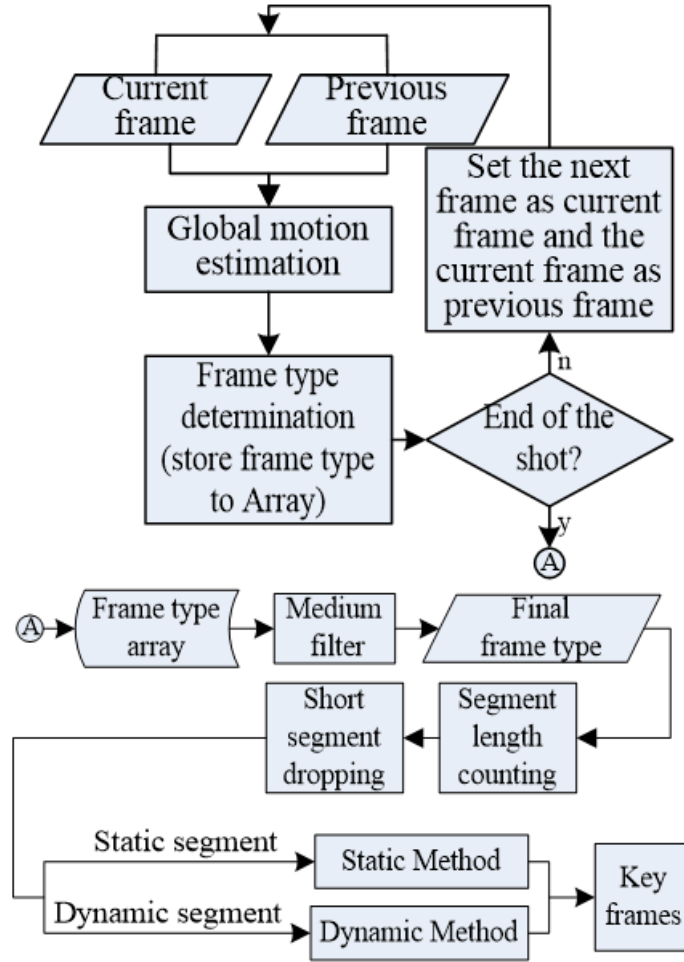 Current
frame
Previous
frame
Set the next
frame as current
frame and the
current frame as
previous frame
Global motion
estimation
Frame type
determination
(store frame type
to Array)
End of the
shot?
n
y
A
A
Frame type
array
Medium
filter
Final
frame type
Short
segment
dropping
Segment
length
counting
Static segment
Static Method
Dynamic segment
Dynamic Method
Key
frames